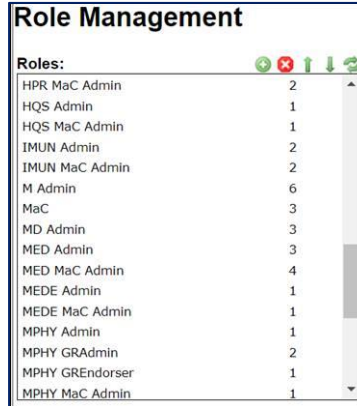 Role Management
Roles:
HPR MaC Admin 2
HQS Admin 1
HQS MaC Admin 1
IMUN Admin 2
IMUN MaC Admin 2
M Admin 6
MaC 3
MD Admin 3
MED Admin 3
MED MaC Admin 4
MEDE Admin 1
MEDE MaC Admin 1
MPHY Admin 1
MPHY GRAdmin 2
MPHY GREndorser 1
MPHY MaC Admin 1